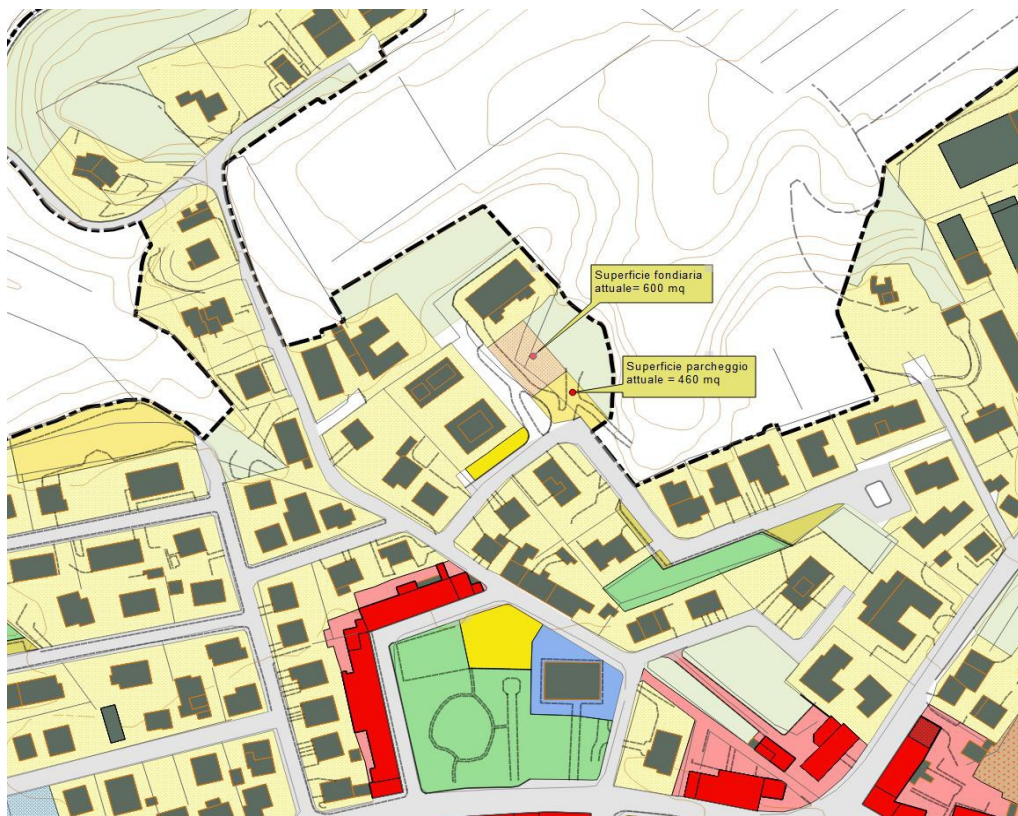 Superficie fondiaria
attuale= 600 mq
Superficie parcheggio
attuale = 460 mq